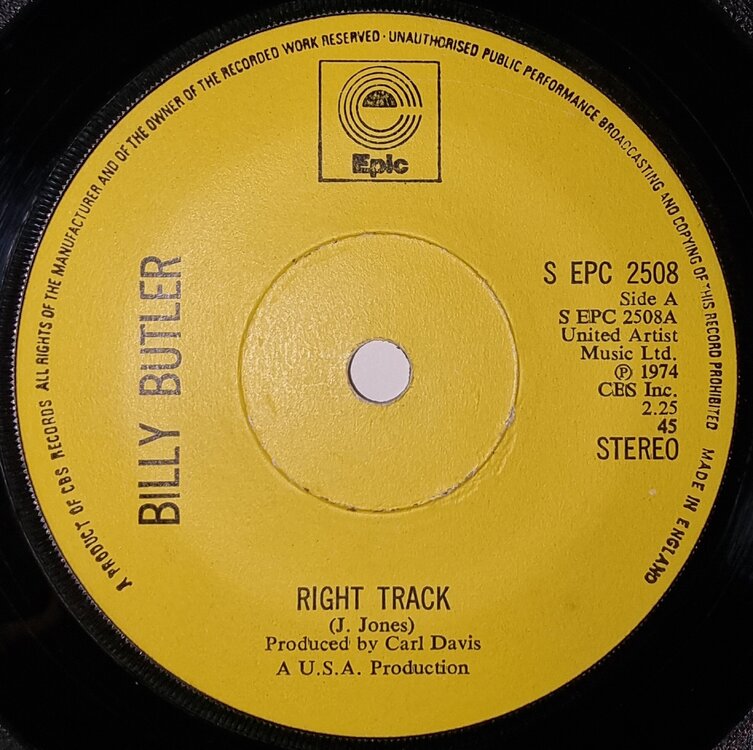 A PRODUCT OF CBS RECORDS ALL RIGHTS OF THE MANUFACTURER AND OF THE OWNER OF THE RECORDED WORK RESERVED · UNAUTHORISED PUBLIC PERFORMANCE BROADCASTING AND COPYING OF THIS RECORD PROHIBITED MADE IN ENGLAND
Epic
BILLY BUTLER
S EPC 2508
Side A
S EPC 2508A
United Artist
Music Ltd.
Ⓟ 1974
CBS Inc.
2.25
45
STEREO
RIGHT TRACK
(J. Jones)
Produced by Carl Davis
A U.S.A. Production